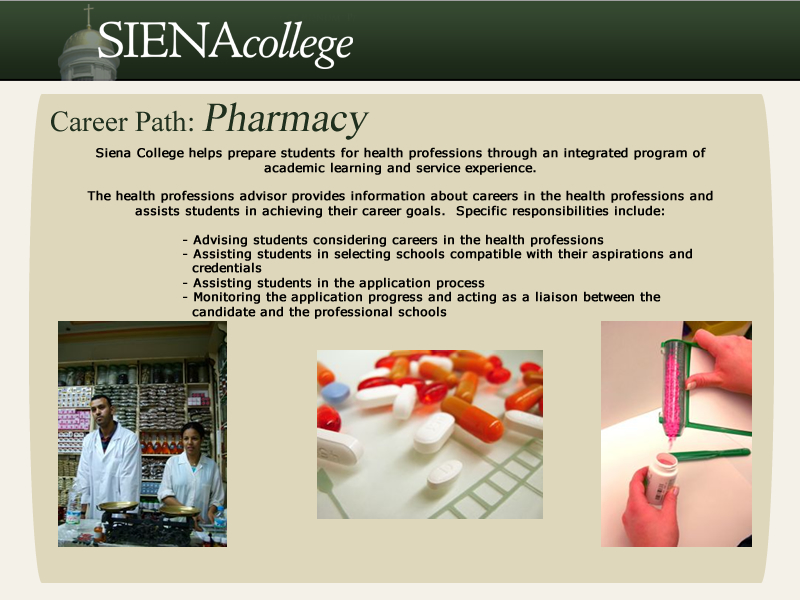 SIENAcollege
Career Path: Pharmacy
Siena College helps prepare students for health professions through an integrated program of
academic learning and service experience.
The health professions advisor provides information about careers in the health professions and
assists students in achieving their career goals.  Specific responsibilities include:
- Advising students considering careers in the health professions
- Assisting students in selecting schools compatible with their aspirations and
credentials
- Assisting students in the application process
- Monitoring the application progress and acting as a liaison between the
candidate and the professional schools